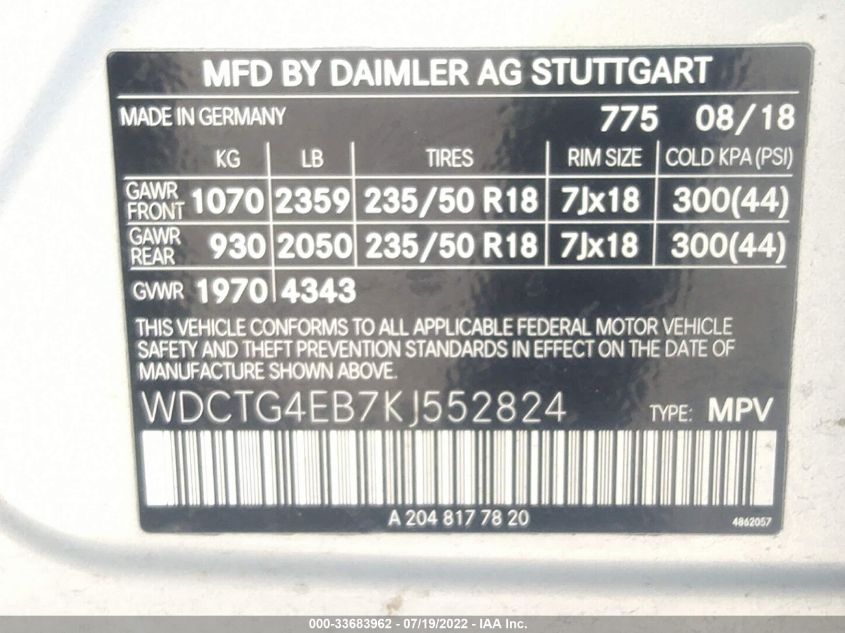 MFD BY DAIMLER AG STUTTGART
MADE IN GERMANY 775 08/18
KG LB TIRES RIM SIZE COLD KPA (PSI)
GAWR FRONT 1070 2359 235/50 R18 7Jx18 300(44)
GAWR REAR 930 2050 235/50 R18 7Jx18 300(44)
GVWR 1970 4343
THIS VEHICLE CONFORMS TO ALL APPLICABLE FEDERAL MOTOR VEHICLE
SAFETY AND THEFT PREVENTION STANDARDS IN EFFECT ON THE DATE OF
MANUFACTURE SHOWN ABOVE.
WDCTG4EB7KJ552824 TYPE: MPV
A 204 817 78 20 4862057
000-33683962 - 07/19/2022 - IAA Inc.